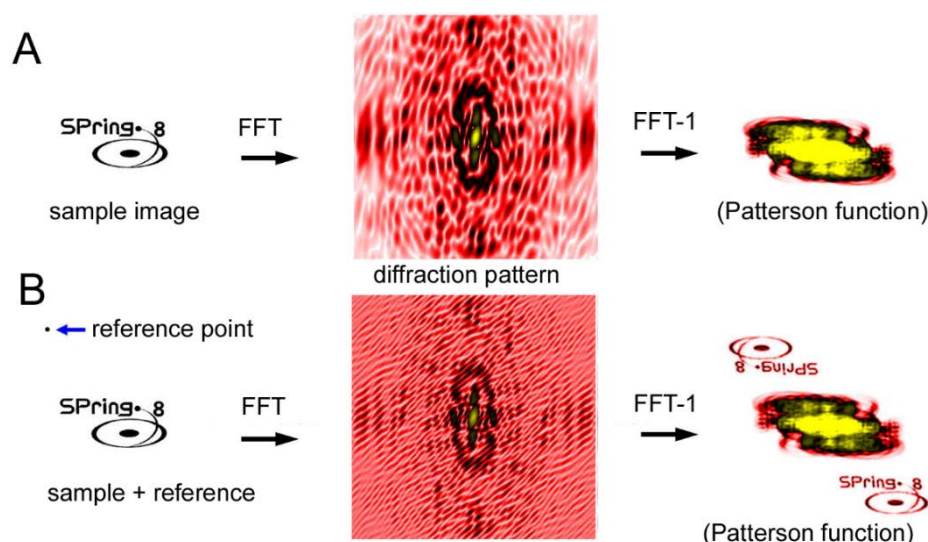 A
SPring• 8
FFT
FFT-1
sample image
(Patterson function)
diffraction pattern
B
reference point
SPring• 8
SPring• 8
FFT
FFT-1
sample + reference
SPring• 8
(Patterson function)